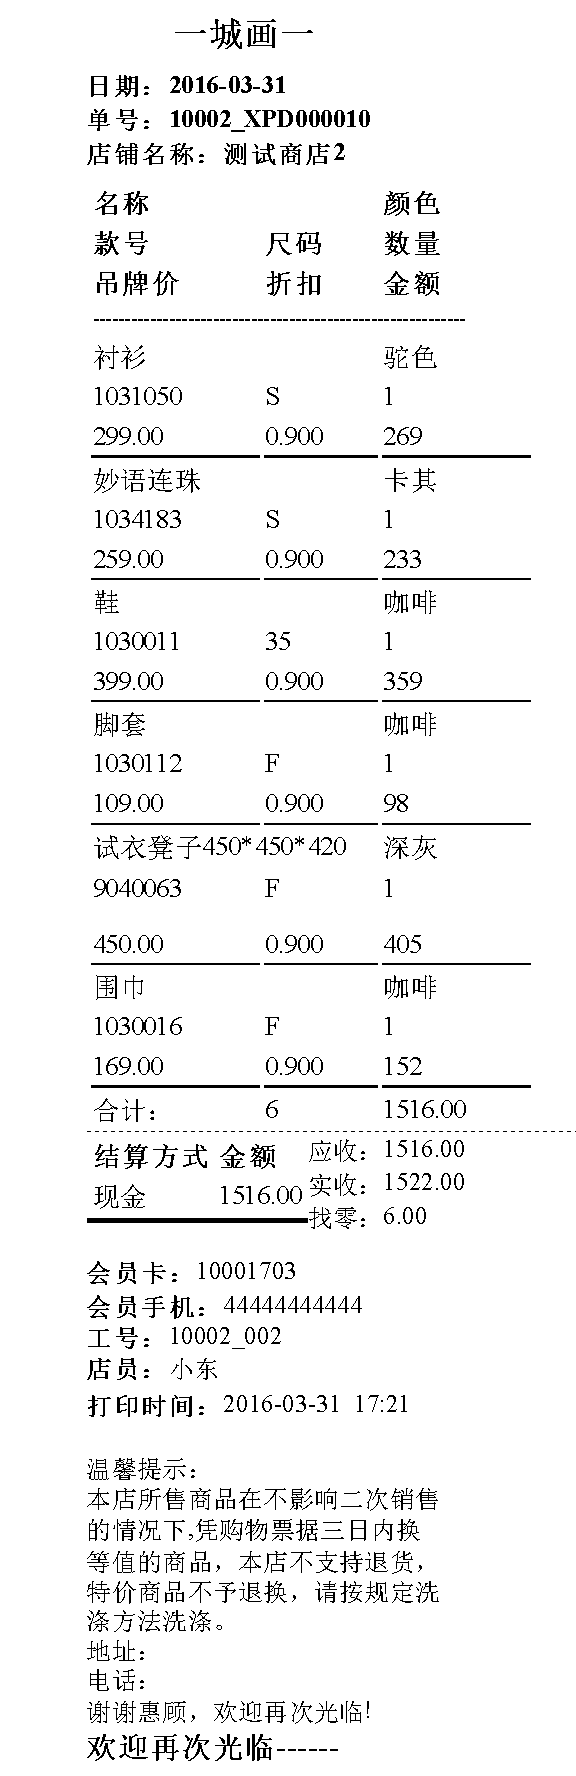 一城画一
日期：2016-03-31
单号：10002_XPD000010
店铺名称：测试商店2
名称 颜色
款号 尺码 数量
吊牌价 折扣 金额
------------------------------------------------------------
衬衫 驼色
1031050 S 1
299.00 0.900 269
妙语连珠 卡其
1034183 S 1
259.00 0.900 233
鞋 咖啡
1030011 35 1
399.00 0.900 359
脚套 咖啡
1030112 F 1
109.00 0.900 98
试衣凳子450*450*420 深灰
9040063 F 1
450.00 0.900 405
围巾 咖啡
1030016 F 1
169.00 0.900 152
合计： 6 1516.00
结算方式 金额 应收：1516.00
现金 1516.00 实收：1522.00
找零：6.00
会员卡：10001703
会员手机：44444444444
工号：10002_002
店员：小东
打印时间：2016-03-31 17:21
温馨提示：
本店所售商品在不影响二次销售
的情况下,凭购物票据三日内换
等值的商品，本店不支持退货，
特价商品不予退换，请按规定洗
涤方法洗涤。
地址：
电话：
谢谢惠顾，欢迎再次光临!
欢迎再次光临------